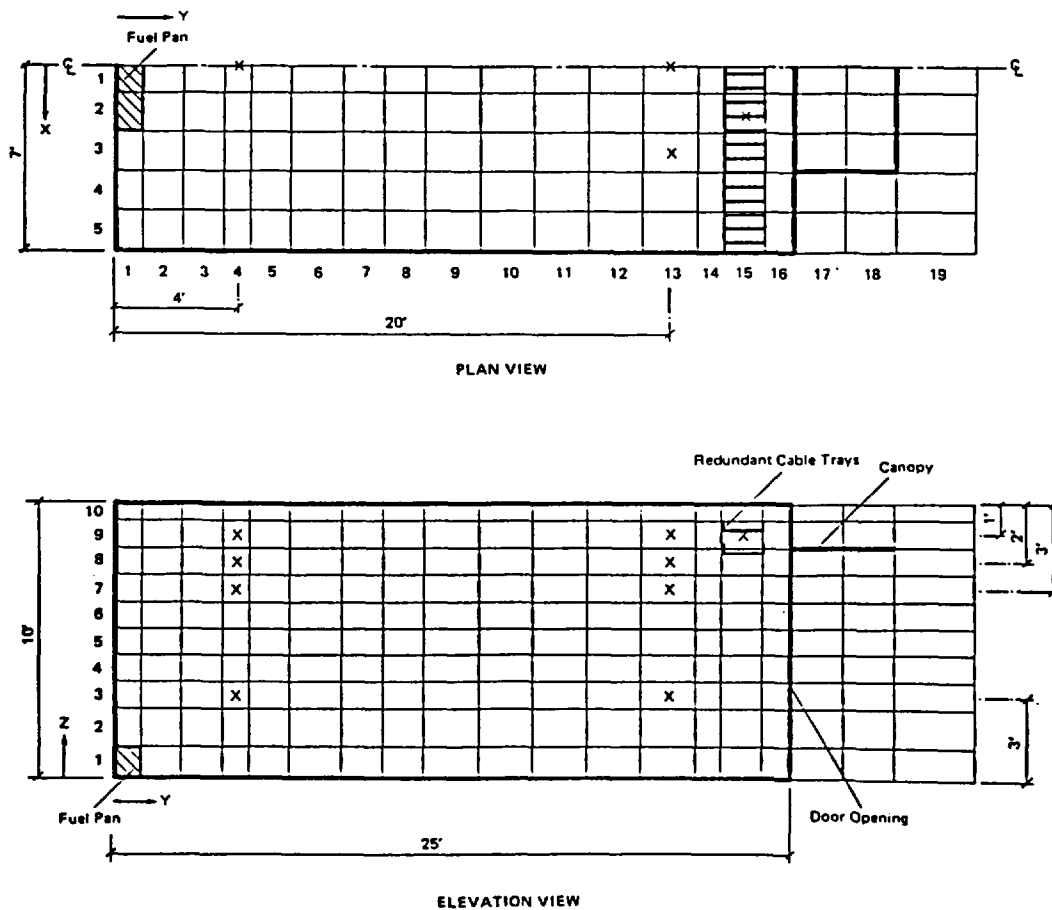 Y
Fuel Pan
℄ ℄
X
7'
1
2
3
4
5
1 2 3 4 5 6 7 8 9 10 11 12 13 14 15 16 17' 18 19
4'
20'
PLAN VIEW
Redundant Cable Trays
Canopy
10
9
8
7
6
5
4
3
2
1
10'
Z
Y
1'
2'
3'
3'
Fuel Pan
Door Opening
25'
ELEVATION VIEW